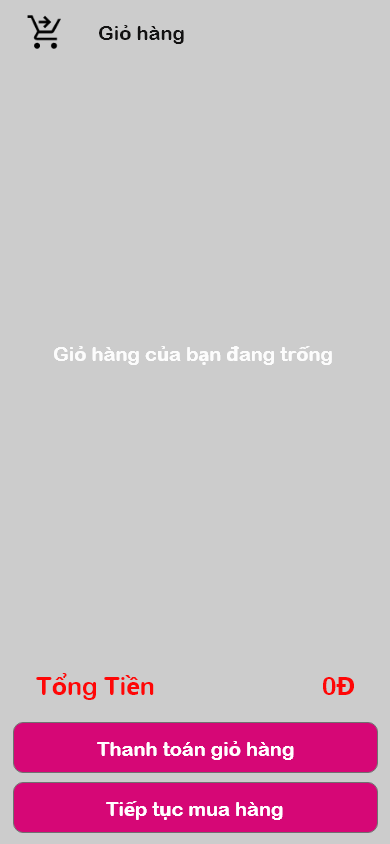 Giỏ hàng
Giỏ hàng của bạn đang trống
Tổng Tiền 0Đ
Thanh toán giỏ hàng
Tiếp tục mua hàng